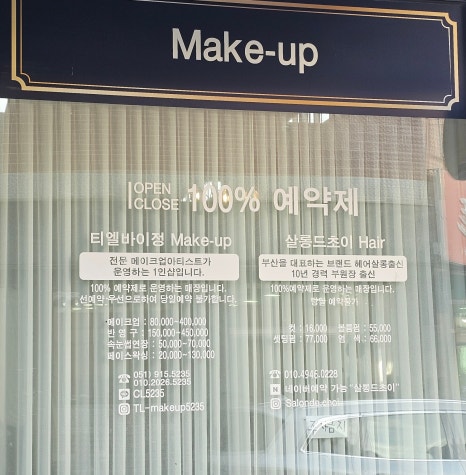 Make-up
OPEN
CLOSE
100% 예약제
티엘바이정 Make-up
전문 메이크업아티스트가
운영하는 1인샵입니다.
100% 예약제로 운영하는 매장입니다.
선예약 우선으로하여 당일예약 불가합니다.
메이크업 : 80,000~400,000
반 영 구 : 150,000~450,000
속눈썹연장 : 50,000~70,000
페이스왁싱 : 20,000~130,000
051) 915.5235
010.2026.5235
CL5235
TL-makeup5235
살롱드초이 Hair
부산을 대표하는 브랜드 헤어살롱출신
10년 경력 부원장 출신
100%예약제로 운영하는 매장입니다.
컷 : 16,000 볼륨펌 : 55,000
셋팅펌 : 77,000 염 색 : 66,000
010.4946.0228
네이버예약 가능 "살롱드초이"